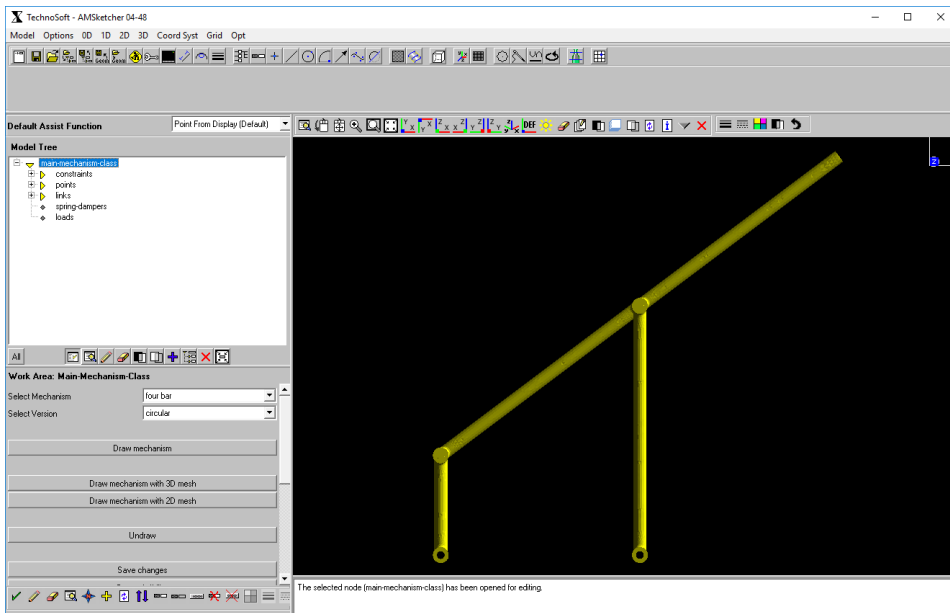 TechnoSoft - AMSketcher 04-48
Model Options 0D 1D 2D 3D Coord Syst Grid Opt
Default Assist Function Point From Display (Default)
DEF
Model Tree
main-mechanism-class
constraints
points
links
spring-dampers
loads
All
Work Area: Main-Mechanism-Class
Select Mechanism four bar
Select Version circular
Draw mechanism
Draw mechanism with 3D mesh
Draw mechanism with 2D mesh
Undraw
Save changes
The selected node (main-mechanism-class) has been opened for editing.